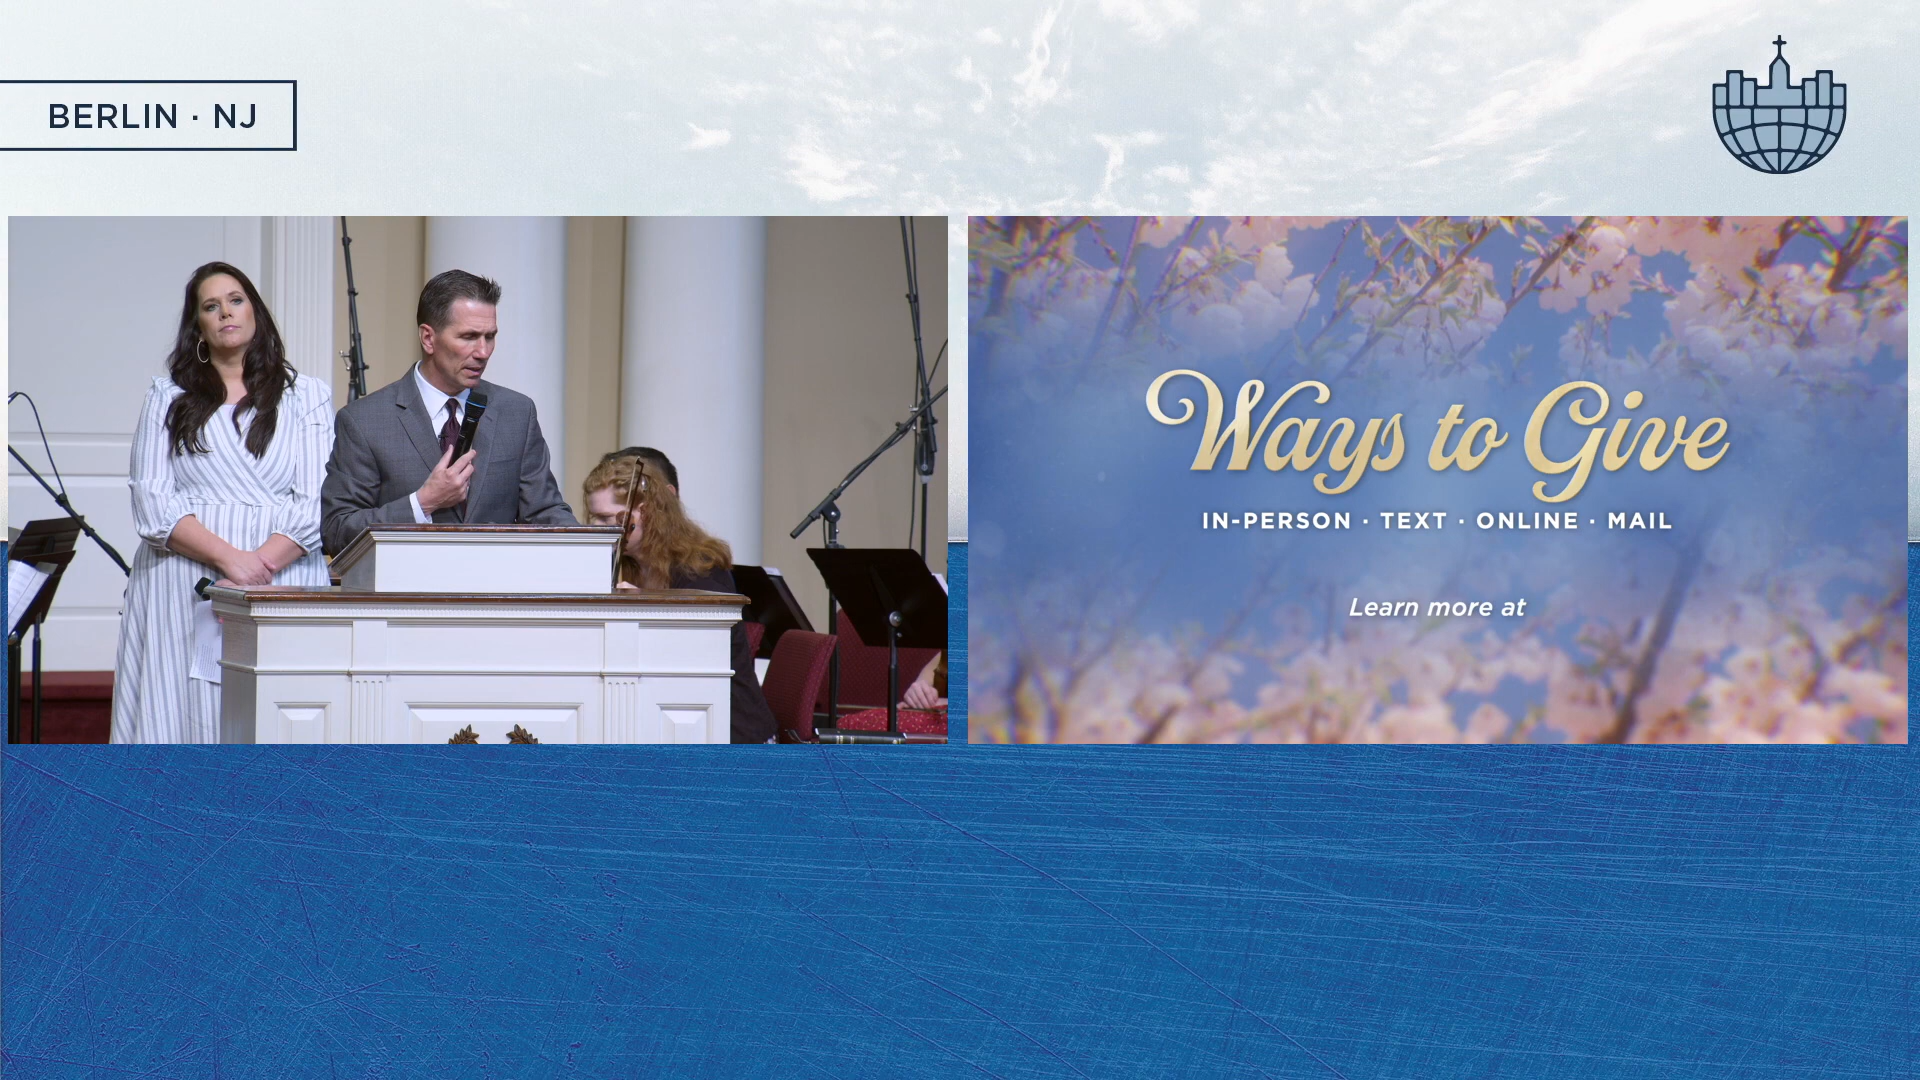 BERLIN · NJ
Ways to Give
IN-PERSON · TEXT · ONLINE · MAIL
Learn more at